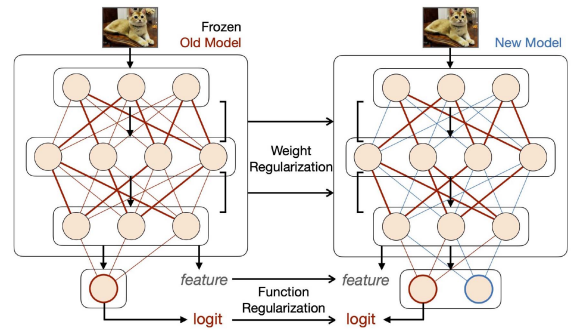 Frozen
Old Model
New Model
Weight
Regularization
feature
feature
Function
Regularization
logit
logit